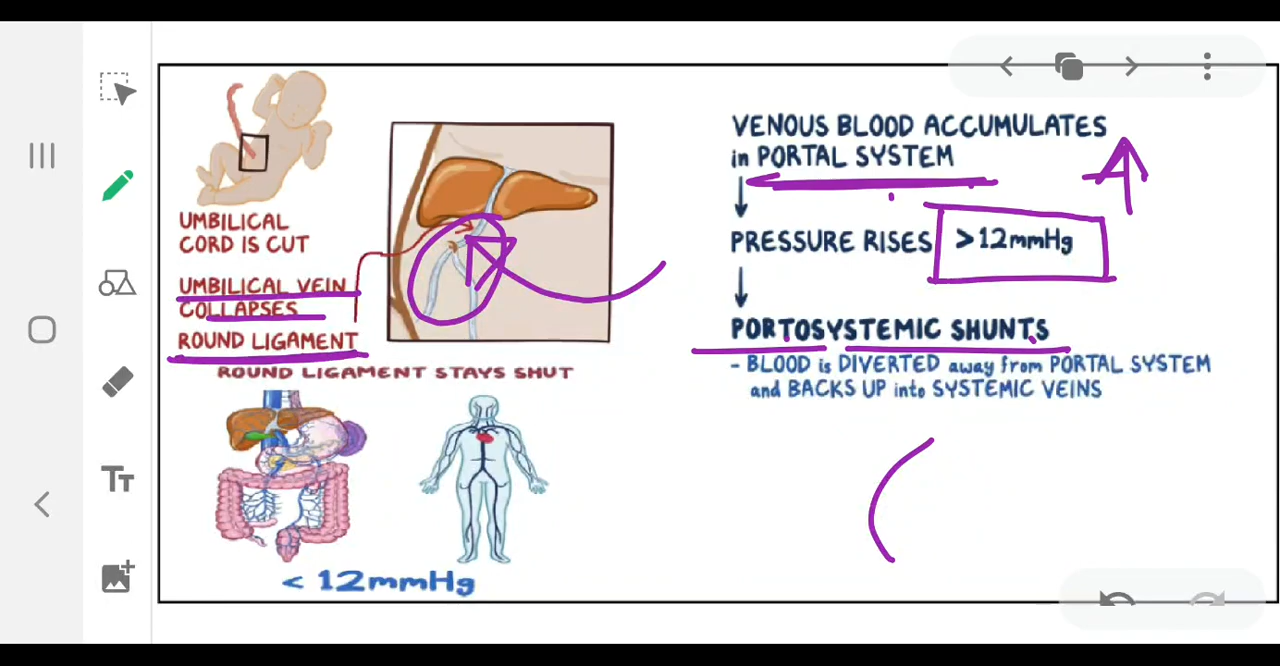 UMBILICAL
CORD IS CUT
UMBILICAL VEIN
COLLAPSES
ROUND LIGAMENT
ROUND LIGAMENT STAYS SHUT
< 12mmHg
VENOUS BLOOD ACCUMULATES
in PORTAL SYSTEM
PRESSURE RISES >12mmHg
PORTOSYSTEMIC SHUNTS
- BLOOD is DIVERTED away from PORTAL SYSTEM
and BACKS UP into SYSTEMIC VEINS
TT